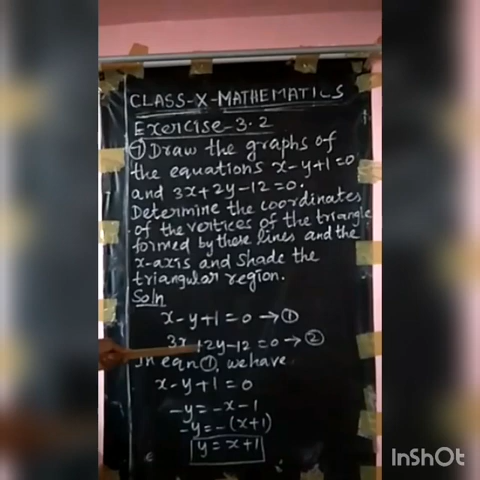 CLASS-X-MATHEMATICS
Exercise-3.2
⑦ Draw the graphs of
the equations x-y+1=0
and 3x+2y-12=0.
Determine the coordinates
of the vertices of the triangle
formed by these lines and the
x-axis and shade the
triangular region.
Soln
x-y+1=0→①
3x+2y-12=0→②
In eqn ①, we have
x-y+1=0
-y=-x-1
-y=-(x+1)
y=x+1
InShOt